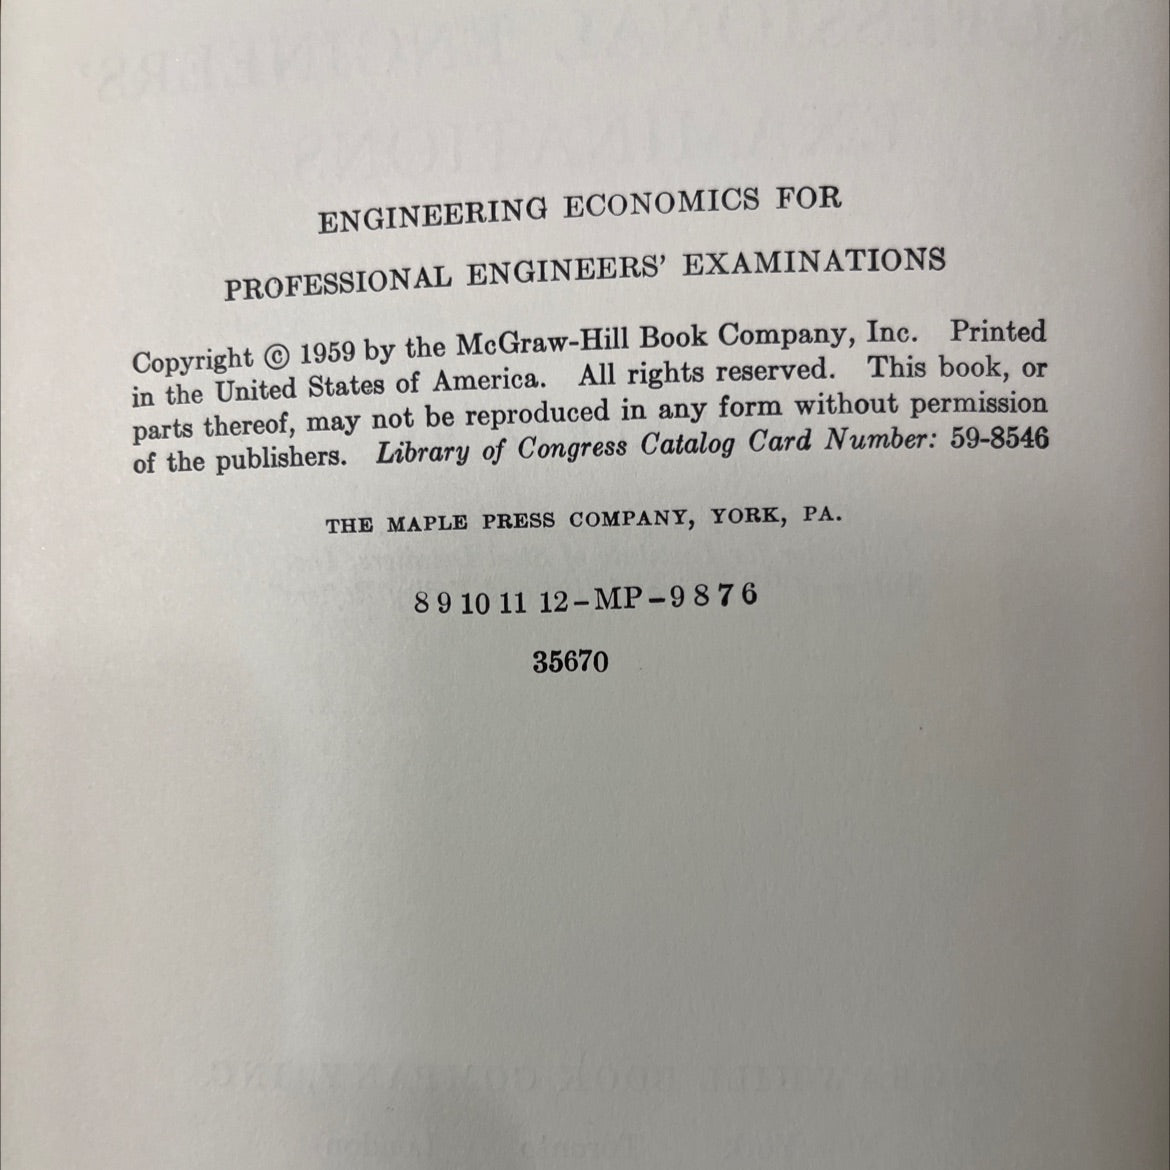 ENGINEERING ECONOMICS FOR
PROFESSIONAL ENGINEERS' EXAMINATIONS
Copyright © 1959 by the McGraw-Hill Book Company, Inc. Printed
in the United States of America. All rights reserved. This book, or
parts thereof, may not be reproduced in any form without permission
of the publishers. Library of Congress Catalog Card Number: 59-8546
THE MAPLE PRESS COMPANY, YORK, PA.
8 9 10 11 12 – MP – 9 8 7 6
35670